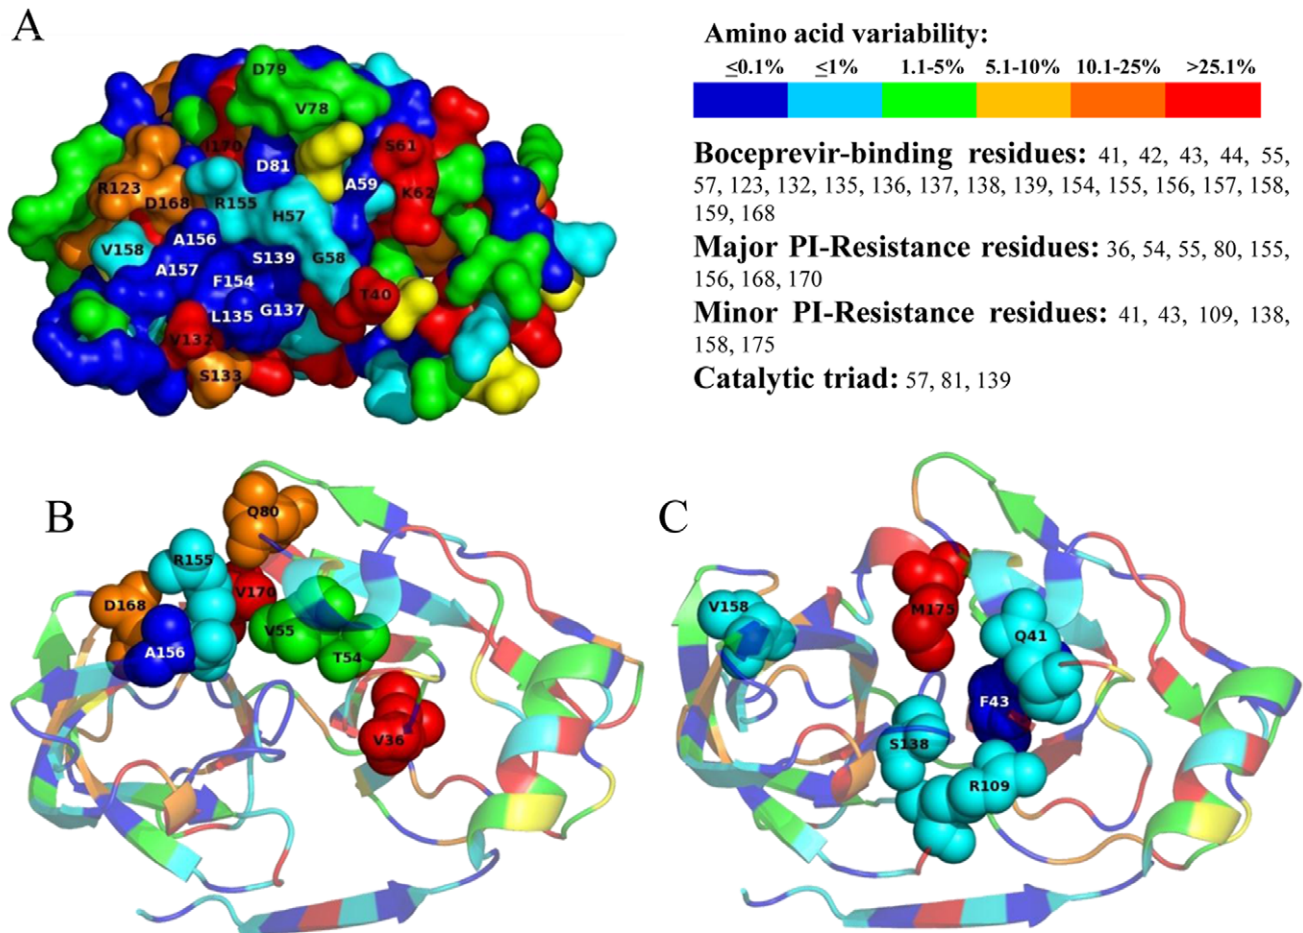 A
D79
V78
I170
D81
S61
A59
K62
R123
D168
R155
H57
V158
A156
S139
G58
A157
F154
T40
L135
G137
V132
S133
Amino acid variability:
≤0.1% ≤1% 1.1-5% 5.1-10% 10.1-25% >25.1%
Boceprevir-binding residues: 41, 42, 43, 44, 55,
57, 123, 132, 135, 136, 137, 138, 139, 154, 155, 156, 157, 158,
159, 168
Major PI-Resistance residues: 36, 54, 55, 80, 155,
156, 168, 170
Minor PI-Resistance residues: 41, 43, 109, 138,
158, 175
Catalytic triad: 57, 81, 139
B
Q80
R155
D168
V170
A156
V55
T54
V36
C
V158
M175
Q41
F43
S138
R109